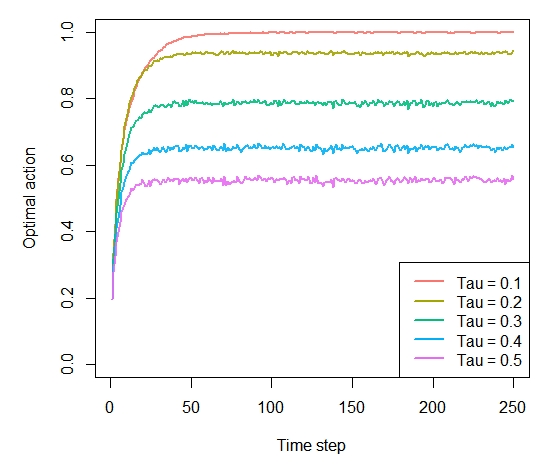 1.0
0.8
0.6
0.4
0.2
0.0
Optimal action
Tau = 0.1
Tau = 0.2
Tau = 0.3
Tau = 0.4
Tau = 0.5
0 50 100 150 200 250
Time step